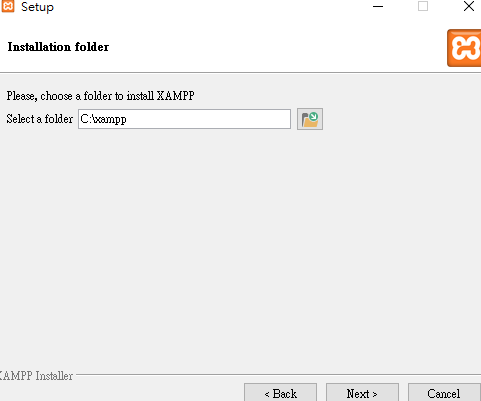 Setup
Installation folder
Please, choose a folder to install XAMPP
Select a folder C:\xampp
XAMPP Installer
< Back Next > Cancel